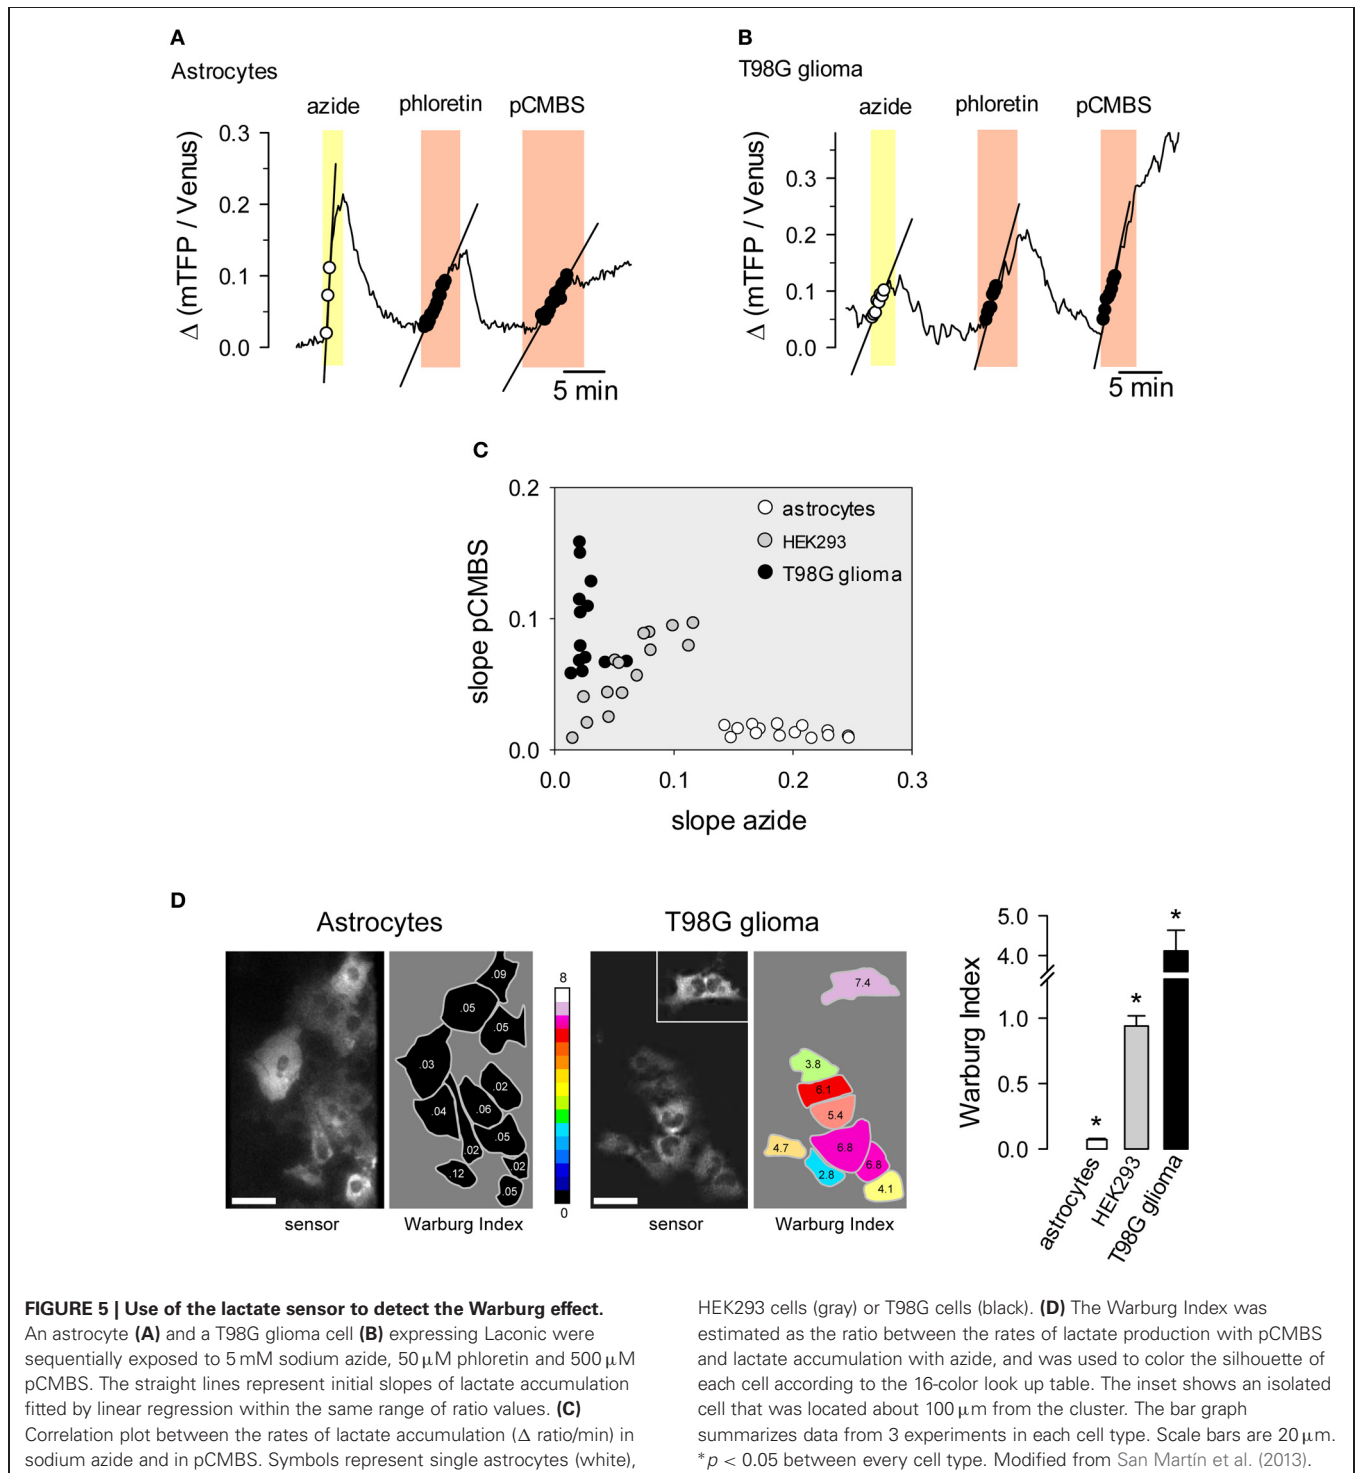 A
Astrocytes
azide
phloretin
pCMBS
Δ (mTFP / Venus)
0.3
0.2
0.1
0.0
5 min
B
T98G glioma
azide
phloretin
pCMBS
Δ (mTFP / Venus)
0.3
0.2
0.1
0.0
5 min
C
slope pCMBS
0.2
0.1
0.0
astrocytes
HEK293
T98G glioma
0.0 0.1 0.2 0.3
slope azide
D
Astrocytes
.09
.05
.05
.03
.02
.04
.06
.05
.02
.02
.12
.05
8
0
sensor
Warburg Index
T98G glioma
7.4
3.8
6.1
5.4
4.7
6.8
6.8
2.8
4.1
sensor
Warburg Index
Warburg Index
5.0
4.0
1.0
0.5
0.0
*
*
*
astrocytes
HEK293
T98G glioma
FIGURE 5 | Use of the lactate sensor to detect the Warburg effect.
An astrocyte (A) and a T98G glioma cell (B) expressing Laconic were
sequentially exposed to 5 mM sodium azide, 50 μM phloretin and 500 μM
pCMBS. The straight lines represent initial slopes of lactate accumulation
fitted by linear regression within the same range of ratio values. (C)
Correlation plot between the rates of lactate accumulation (Δ ratio/min) in
sodium azide and in pCMBS. Symbols represent single astrocytes (white),
HEK293 cells (gray) or T98G cells (black). (D) The Warburg Index was
estimated as the ratio between the rates of lactate production with pCMBS
and lactate accumulation with azide, and was used to color the silhouette of
each cell according to the 16-color look up table. The inset shows an isolated
cell that was located about 100 μm from the cluster. The bar graph
summarizes data from 3 experiments in each cell type. Scale bars are 20 μm.
*p < 0.05 between every cell type. Modified from San Martín et al. (2013).